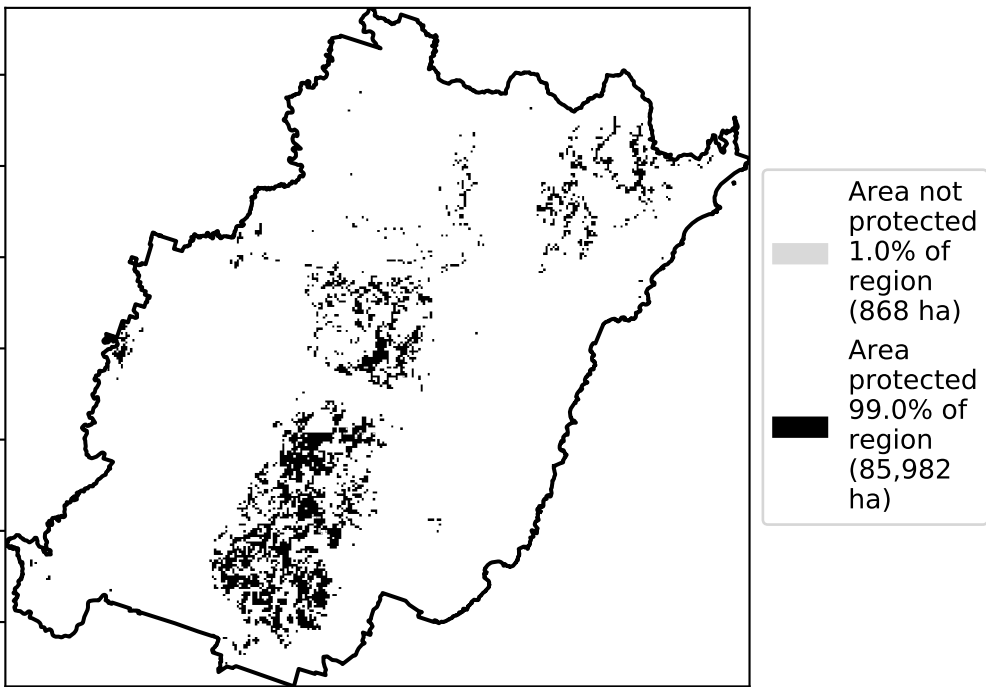 Area not
protected
1.0% of
region
(868 ha)
Area
protected
99.0% of
region
(85,982
ha)